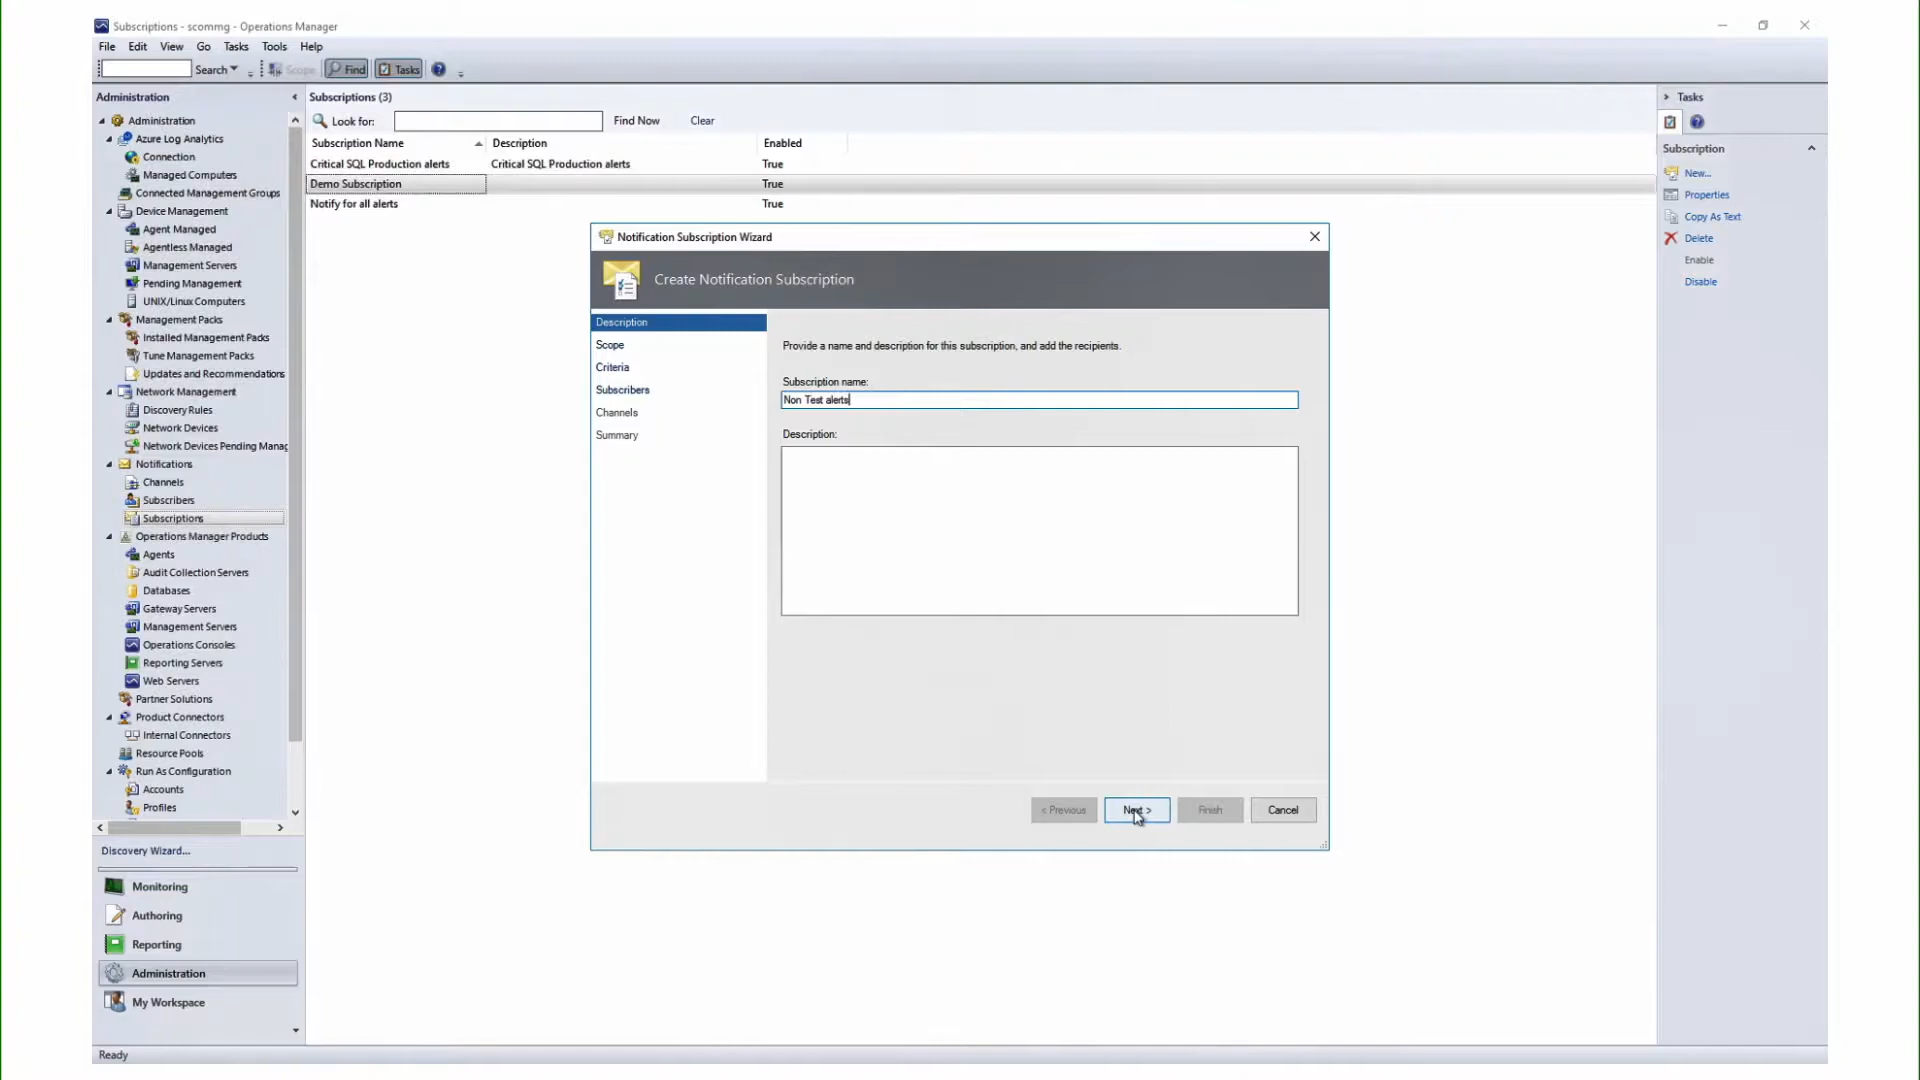 Subscriptions - scommg - Operations Manager
File Edit View Go Tasks Tools Help
Search Scope Find Tasks
Administration
Administration
Azure Log Analytics
Connection
Managed Computers
Connected Management Groups
Device Management
Agent Managed
Agentless Managed
Management Servers
Pending Management
UNIX/Linux Computers
Management Packs
Installed Management Packs
Tune Management Packs
Updates and Recommendations
Network Management
Discovery Rules
Network Devices
Network Devices Pending Manag
Notifications
Channels
Subscribers
Subscriptions
Operations Manager Products
Agents
Audit Collection Servers
Databases
Gateway Servers
Management Servers
Operations Consoles
Reporting Servers
Web Servers
Partner Solutions
Product Connectors
Internal Connectors
Resource Pools
Run As Configuration
Accounts
Profiles
Discovery Wizard...
Monitoring
Authoring
Reporting
Administration
My Workspace
Subscriptions (3)
Look for: Find Now Clear
Subscription Name Description Enabled
Critical SQL Production alerts Critical SQL Production alerts True
Demo Subscription True
Notify for all alerts True
Notification Subscription Wizard
Create Notification Subscription
Description
Scope
Criteria
Subscribers
Channels
Summary
Provide a name and description for this subscription, and add the recipients.
Subscription name:
Non Test alerts
Description:
< Previous Next > Finish Cancel
Tasks
Subscription
New...
Properties
Copy As Text
Delete
Enable
Disable
Ready